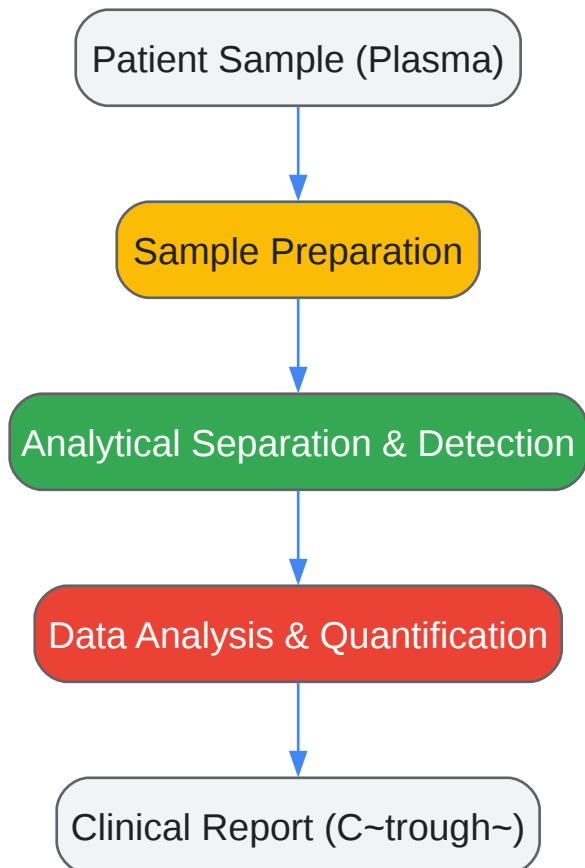 Patient Sample (Plasma)
Sample Preparation
Analytical Separation & Detection
Data Analysis & Quantification
Clinical Report (C~trough~)